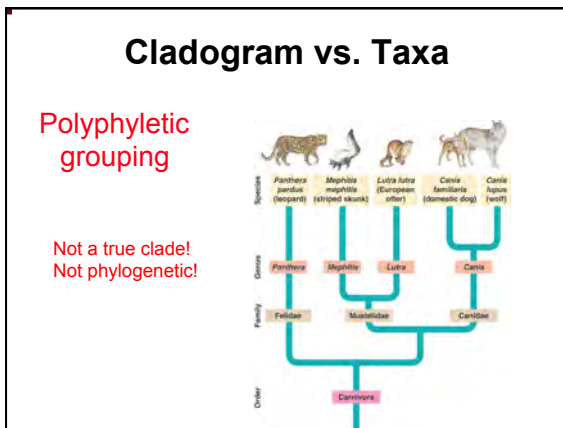 Cladogram vs. Taxa
Polyphyletic
grouping
Not a true clade!
Not phylogenetic!
Species
Panthera
pardus
(leopard)
Mephitis
mephitis
(striped skunk)
Lutra lutra
(European
otter)
Canis
familiaris
(domestic dog)
Canis
lupus
(wolf)
Genus
Panthera
Mephitis
Lutra
Canis
Family
Felidae
Mustelidae
Canidae
Order
Carnivora